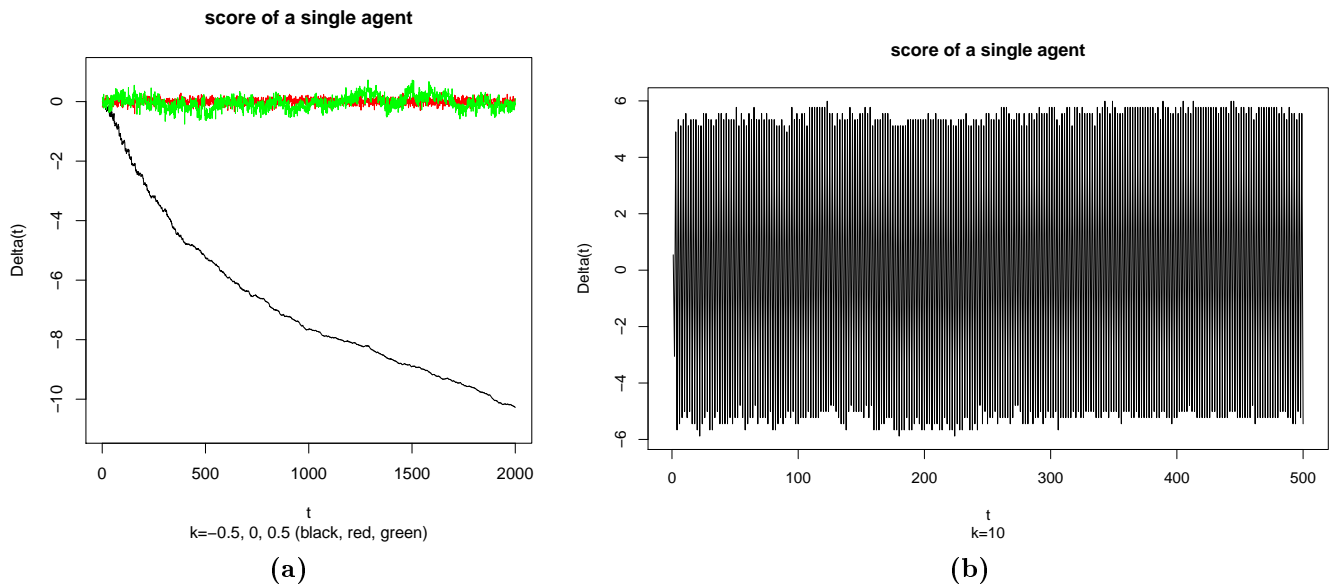 score of a single agent
Delta(t)
0
−2
−4
−6
−8
−10
0 500 1000 1500 2000
t
k=−0.5, 0, 0.5 (black, red, green)
(a)
score of a single agent
Delta(t)
6
4
2
0
−2
−4
−6
0 100 200 300 400 500
t
k=10
(b)